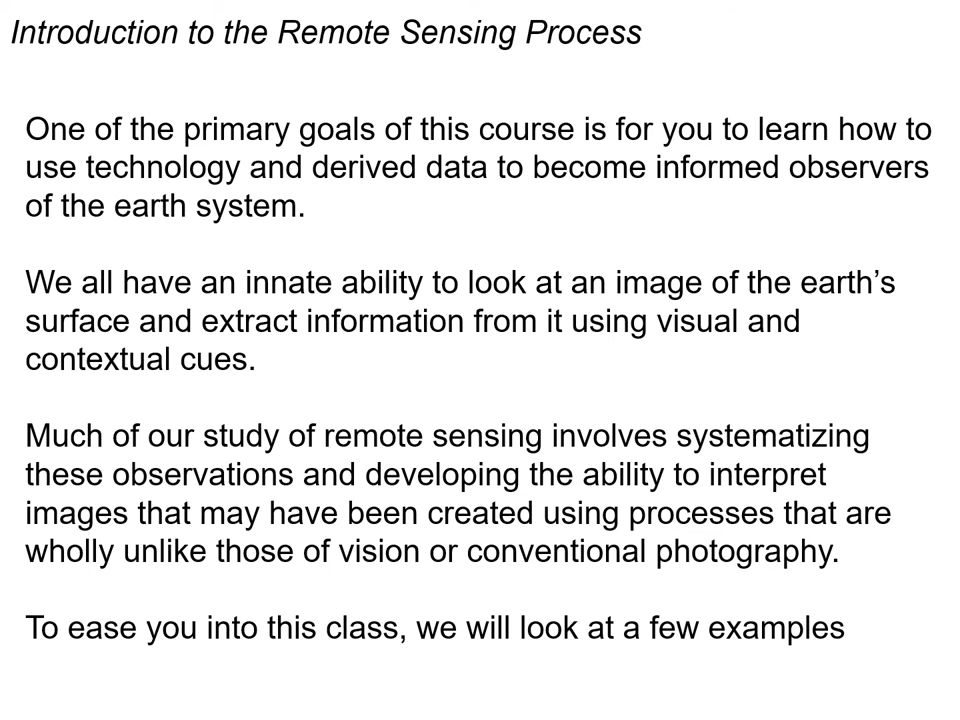 Introduction to the Remote Sensing Process
One of the primary goals of this course is for you to learn how to
use technology and derived data to become informed observers
of the earth system.
We all have an innate ability to look at an image of the earth’s
surface and extract information from it using visual and
contextual cues.
Much of our study of remote sensing involves systematizing
these observations and developing the ability to interpret
images that may have been created using processes that are
wholly unlike those of vision or conventional photography.
To ease you into this class, we will look at a few examples